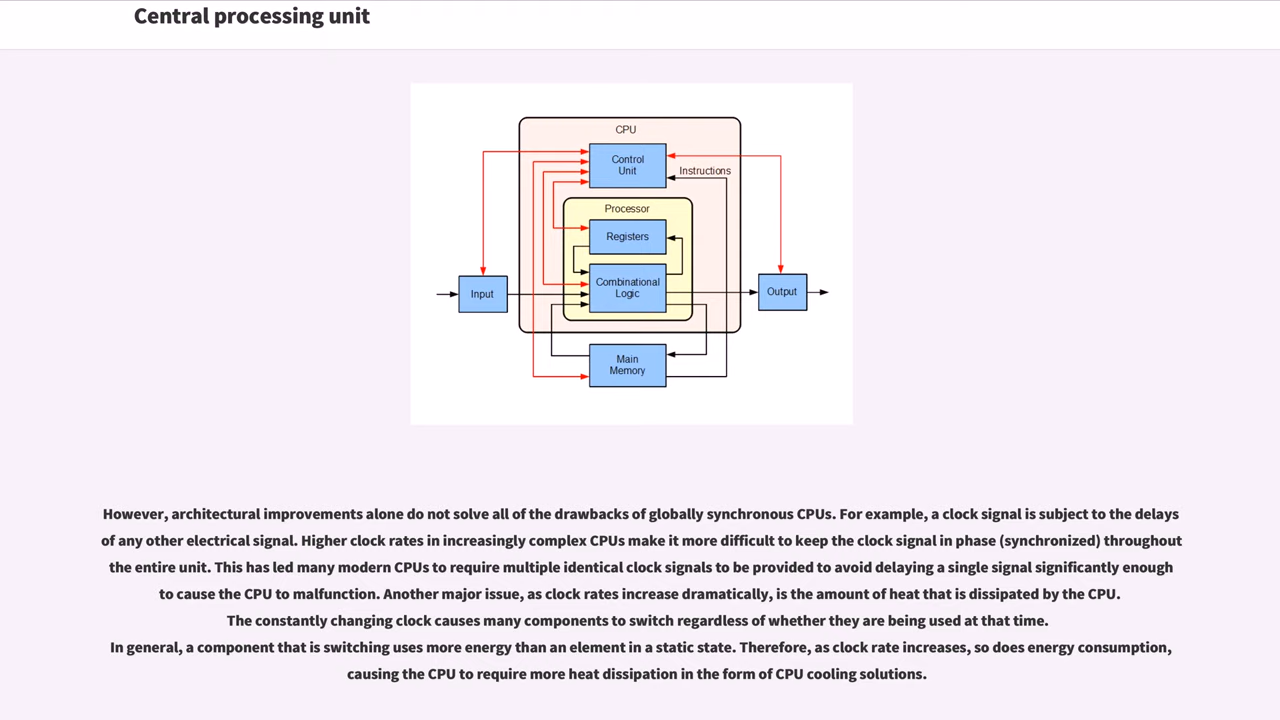 Central processing unit
CPU
Control
Unit
Instructions
Processor
Registers
Combinational
Logic
Input
Output
Main
Memory
However, architectural improvements alone do not solve all of the drawbacks of globally synchronous CPUs. For example, a clock signal is subject to the delays
of any other electrical signal. Higher clock rates in increasingly complex CPUs make it more difficult to keep the clock signal in phase (synchronized) throughout
the entire unit. This has led many modern CPUs to require multiple identical clock signals to be provided to avoid delaying a single signal significantly enough
to cause the CPU to malfunction. Another major issue, as clock rates increase dramatically, is the amount of heat that is dissipated by the CPU.
The constantly changing clock causes many components to switch regardless of whether they are being used at that time.
In general, a component that is switching uses more energy than an element in a static state. Therefore, as clock rate increases, so does energy consumption,
causing the CPU to require more heat dissipation in the form of CPU cooling solutions.